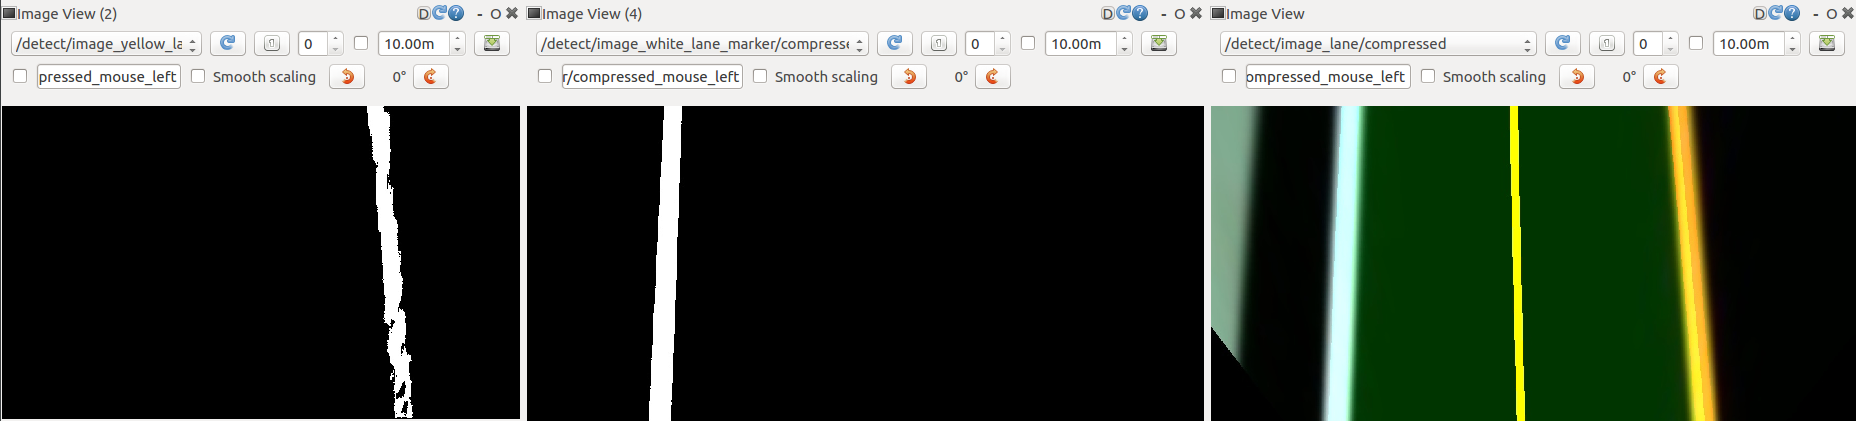 Image View (2) D ? - O
/detect/image_yellow_la 0 10.00m
pressed_mouse_left Smooth scaling 0°
Image View (4) D ? - O
/detect/image_white_lane_marker/compresse 0 10.00m
r/compressed_mouse_left Smooth scaling 0°
Image View D ? - O
/detect/image_lane/compressed 0 10.00m
ompressed_mouse_left Smooth scaling 0°